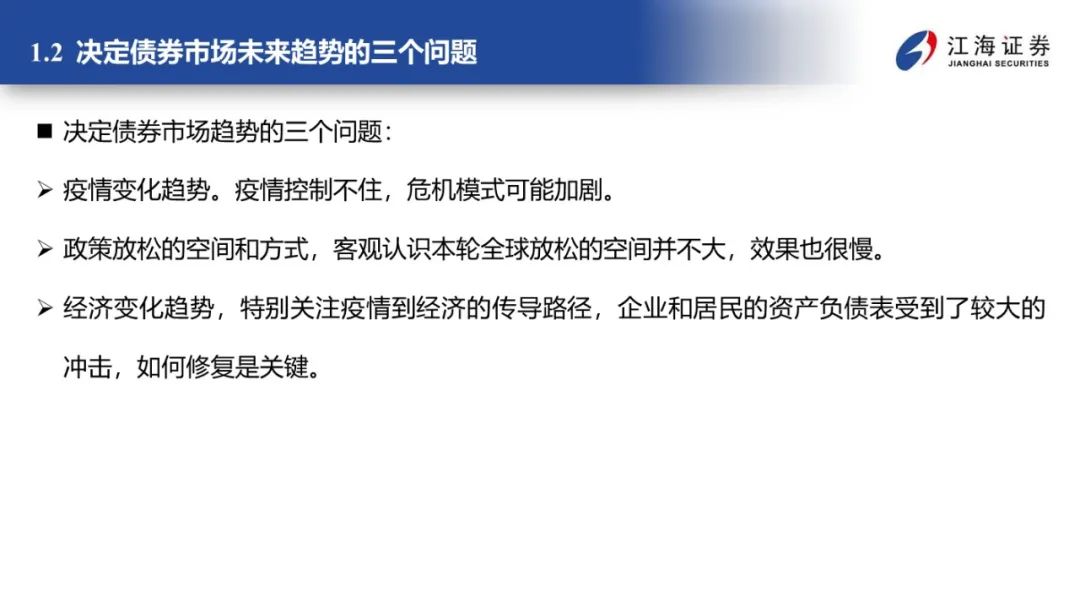 1.2 决定债券市场未来趋势的三个问题
江海证券
JIANGHAI SECURITIES
■ 决定债券市场趋势的三个问题：
➢ 疫情变化趋势。疫情控制不住，危机模式可能加剧。
➢ 政策放松的空间和方式，客观认识本轮全球放松的空间并不大，效果也很慢。
➢ 经济变化趋势，特别关注疫情到经济的传导路径，企业和居民的资产负债表受到了较大的
冲击，如何修复是关键。